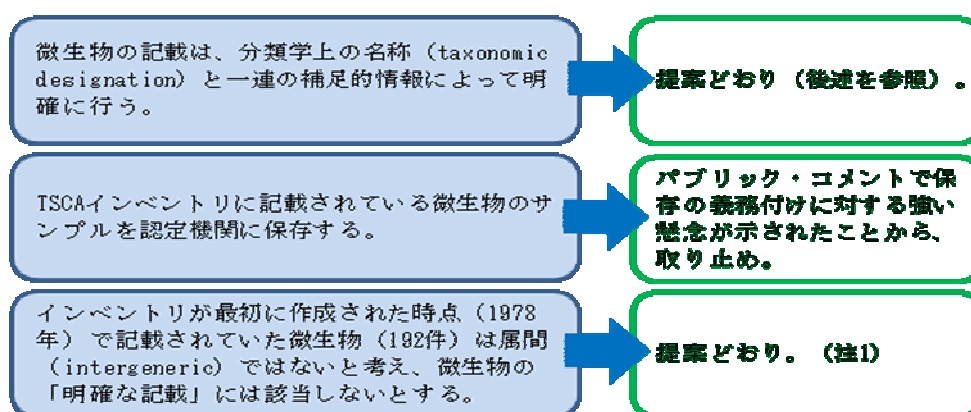 微生物の記載は、分類学上の名称（taxonomic
designation）と一連の補足的情報によって明
確に行う。
提案どおり（後述を参照）。
TSCAインベントリに記載されている微生物のサ
ンプルを認定機関に保存する。
パブリック・コメントで保
存の義務付けに対する強い
懸念が示されたことから、
取り止め。
インベントリが最初に作成された時点（1978
年）で記載されていた微生物（192件）は属間
（intergeneric）ではないと考え、微生物の
「明確な記載」には該当しないとする。
提案どおり。（注1）